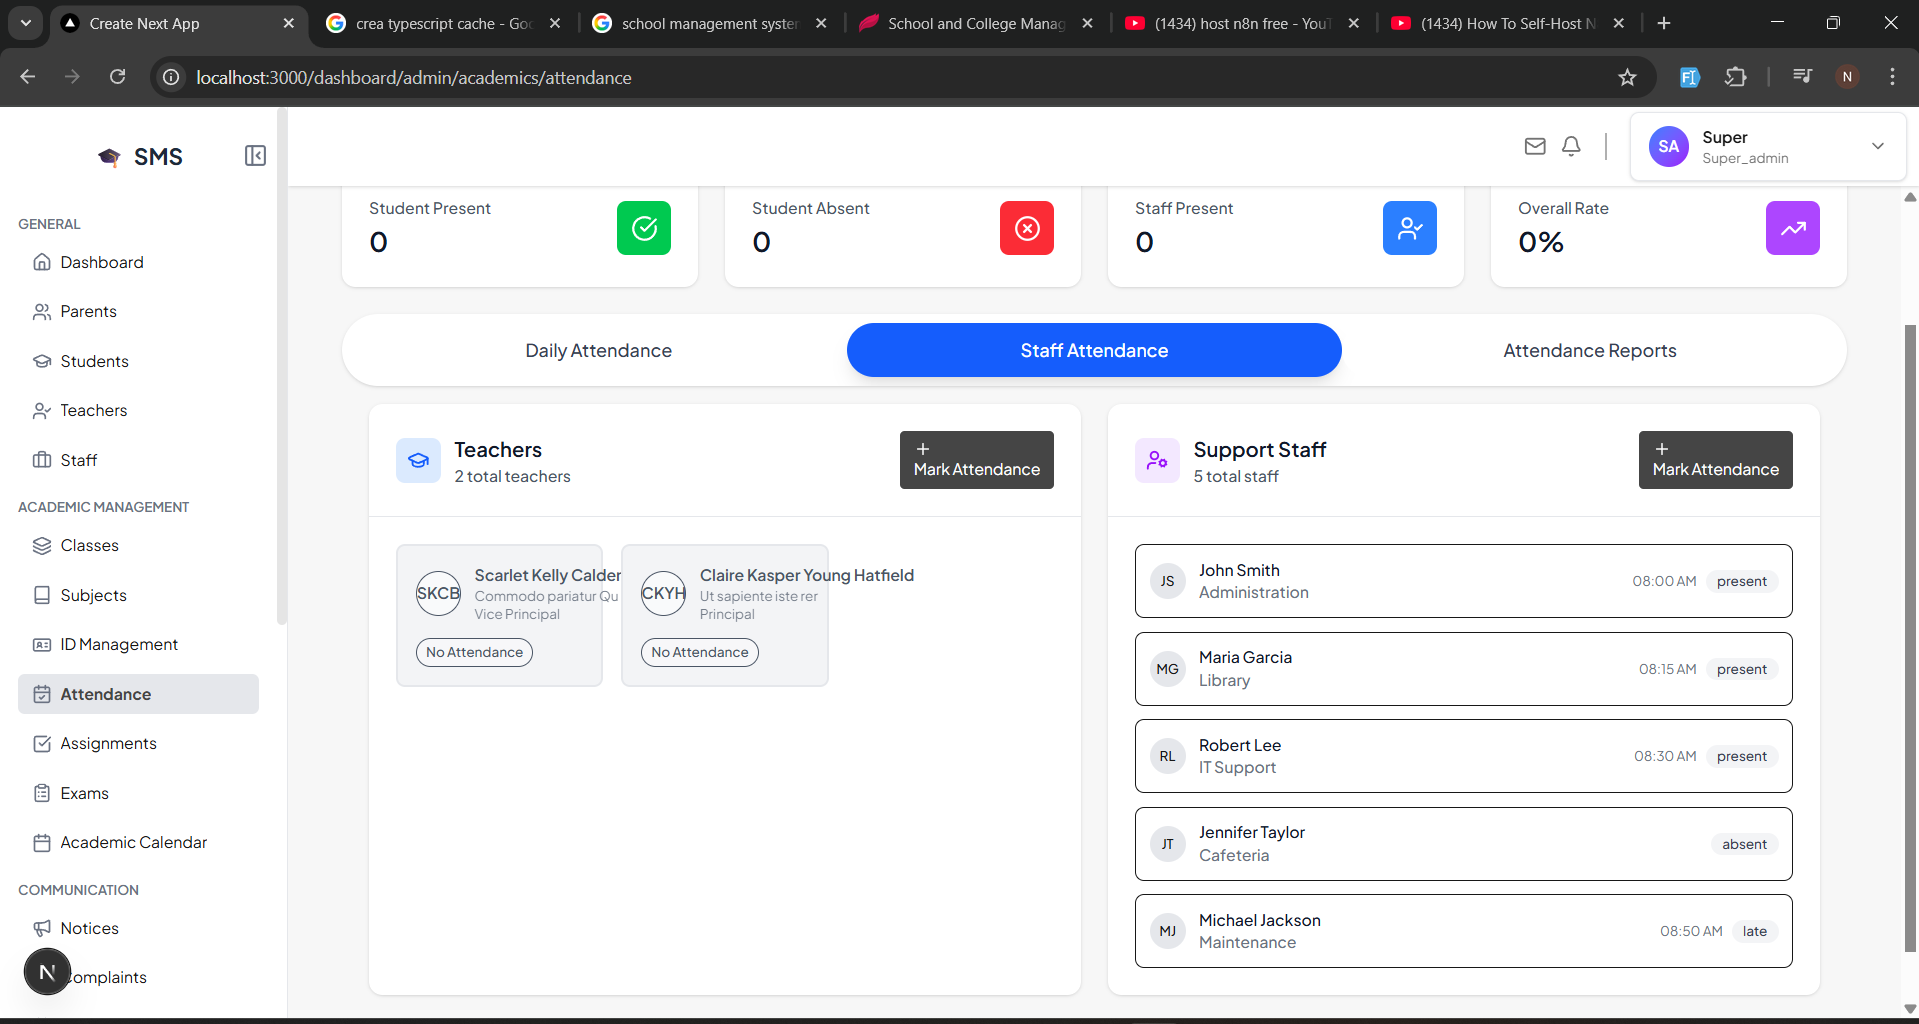 Create Next App
crea typescript cache - Goo
school management syste
School and College Manag
(1434) host n8n free - YouT
(1434) How To Self-Host N
localhost:3000/dashboard/admin/academics/attendance
N
SMS
SA
Super
Super_admin
GENERAL
Dashboard
Parents
Students
Teachers
Staff
ACADEMIC MANAGEMENT
Classes
Subjects
ID Management
Attendance
Assignments
Exams
Academic Calendar
COMMUNICATION
Notices
omplaints
N
Student Present
0
Student Absent
0
Staff Present
0
Overall Rate
0%
Daily Attendance
Staff Attendance
Attendance Reports
Teachers
2 total teachers
+
Mark Attendance
SKCB
Scarlet Kelly Calder
Commodo pariatur Qu
Vice Principal
No Attendance
CKYH
Claire Kasper Young Hatfield
Ut sapiente iste rer
Principal
No Attendance
Support Staff
5 total staff
+
Mark Attendance
JS
John Smith
Administration
08:00 AM present
MG
Maria Garcia
Library
08:15 AM present
RL
Robert Lee
IT Support
08:30 AM present
JT
Jennifer Taylor
Cafeteria
absent
MJ
Michael Jackson
Maintenance
08:50 AM late